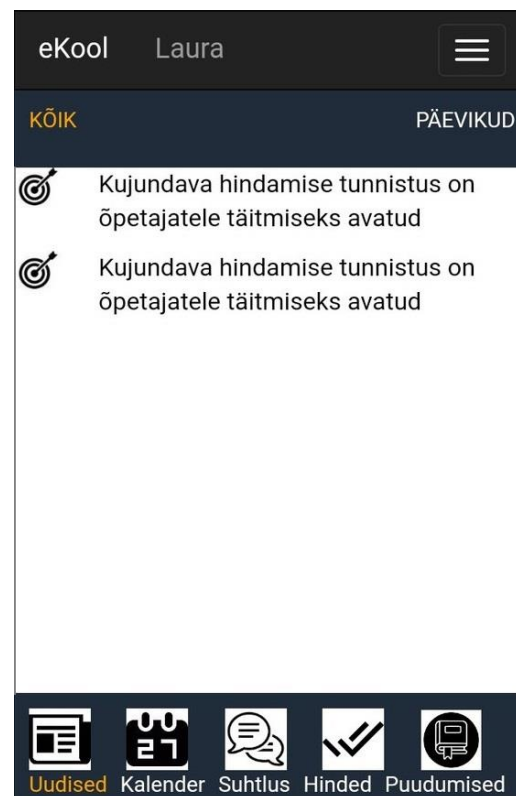 eKool Laura
KÕIK PÄEVIKUD
Kujundava hindamise tunnistus on
õpetajatele täitmiseks avatud
Kujundava hindamise tunnistus on
õpetajatele täitmiseks avatud
27
Uudised Kalender Suhtlus Hinded Puudumised